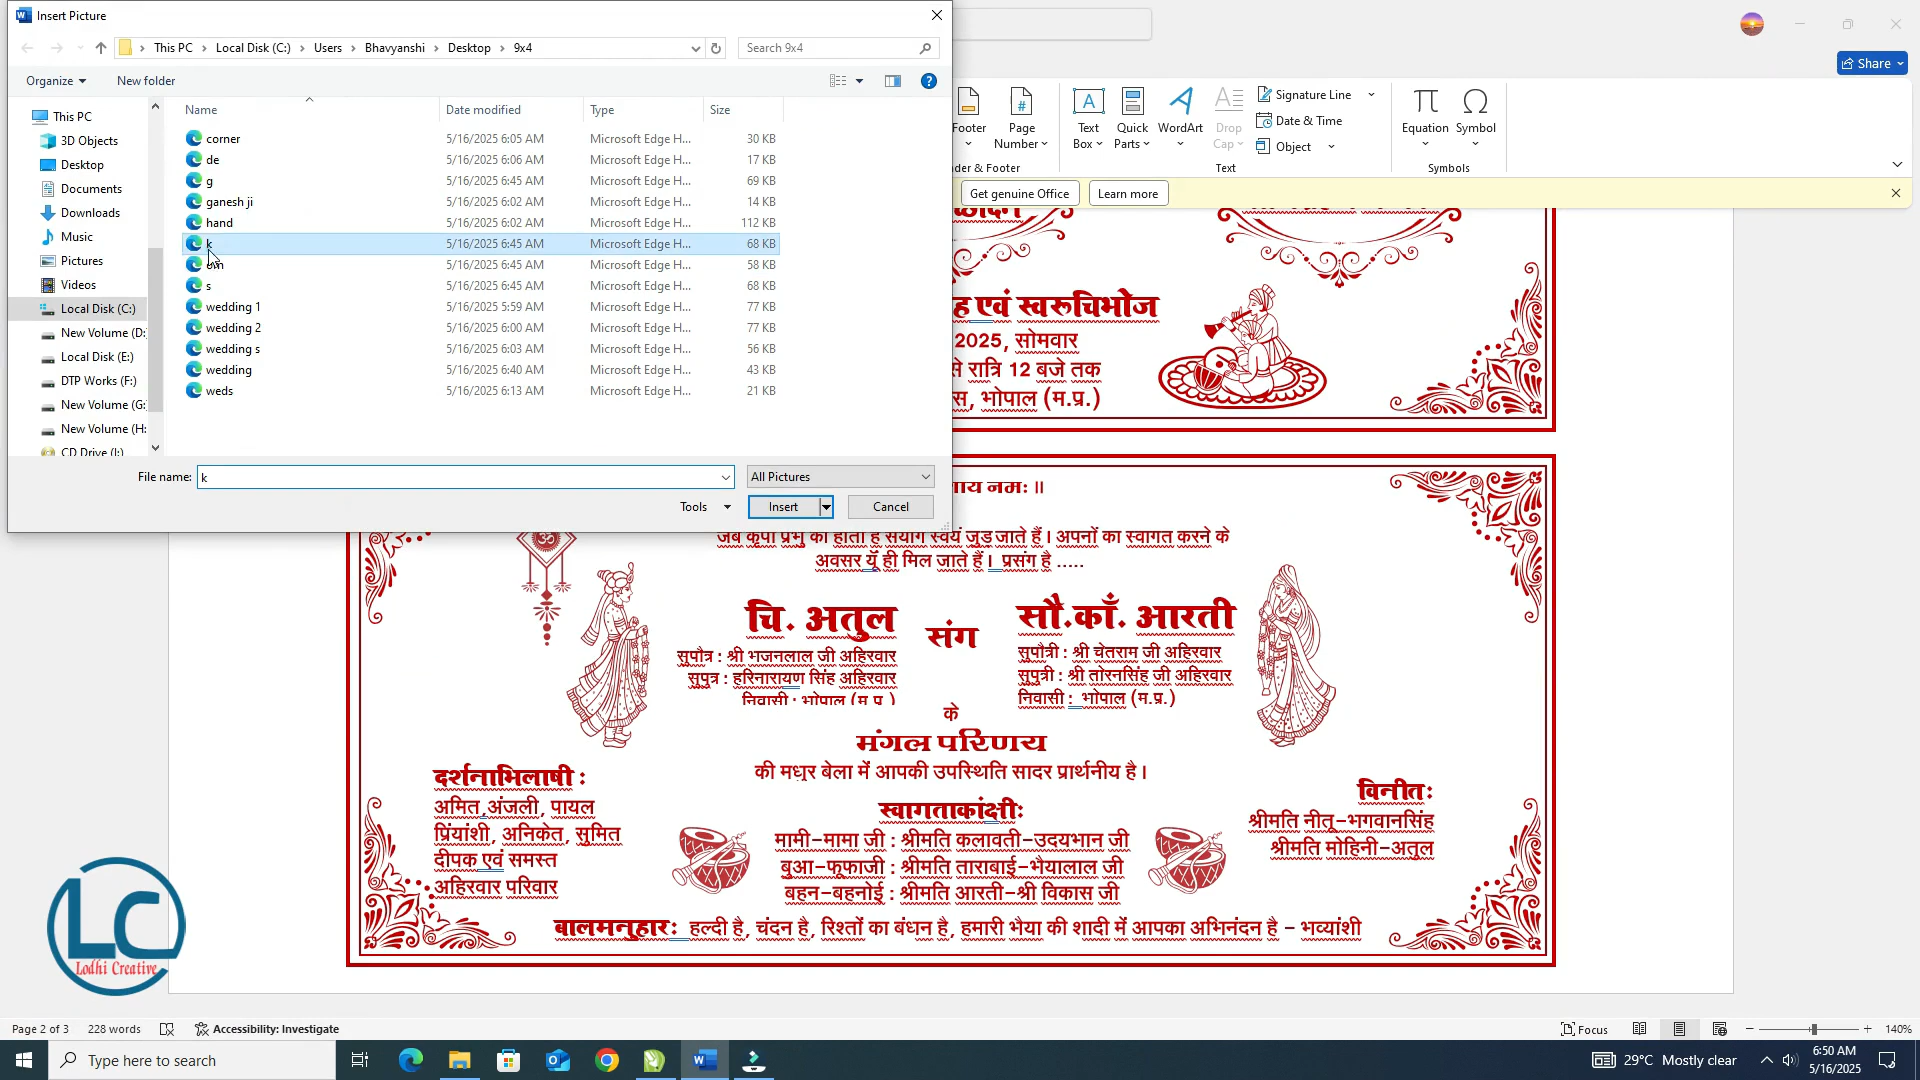 Insert Picture
This PC > Local Disk (C:) > Users > Bhavyanshi > Desktop > 9x4
Search 9x4
Organize
New folder
This PC
3D Objects
Desktop
Documents
Downloads
Music
Pictures
Videos
Local Disk (C:)
New Volume (D:
Local Disk (E:)
DTP Works (F:)
New Volume (G:
New Volume (H:
CD Drive (I:)
Name Date modified Type Size
corner 5/16/2025 6:05 AM Microsoft Edge H... 30 KB
de 5/16/2025 6:06 AM Microsoft Edge H... 17 KB
g 5/16/2025 6:45 AM Microsoft Edge H... 69 KB
ganesh ji 5/16/2025 6:02 AM Microsoft Edge H... 14 KB
hand 5/16/2025 6:02 AM Microsoft Edge H... 112 KB
k 5/16/2025 6:45 AM Microsoft Edge H... 68 KB
om 5/16/2025 6:45 AM Microsoft Edge H... 58 KB
s 5/16/2025 6:45 AM Microsoft Edge H... 68 KB
wedding 1 5/16/2025 5:59 AM Microsoft Edge H... 77 KB
wedding 2 5/16/2025 6:00 AM Microsoft Edge H... 77 KB
wedding s 5/16/2025 6:03 AM Microsoft Edge H... 56 KB
wedding 5/16/2025 6:40 AM Microsoft Edge H... 43 KB
weds 5/16/2025 6:13 AM Microsoft Edge H... 21 KB
File name: k
All Pictures
Tools Insert Cancel
Share
Footer
Page Number
Text Box
Quick Parts
WordArt
Drop Cap
Signature Line
Date & Time
Object
Equation
Symbol
der & Footer
Text
Symbols
Get genuine Office
Learn more
ह एवं स्वरूचिभोज
2025, सोमवार
से रात्रि 12 बजे तक
स, भोपाल (म.प्र.)
ाय नमः ॥
जब कृपा प्रभु की होती है संयोग स्वयं जुड़ जाते हैं । अपनों का स्वागत करने के
अवसर यूँ ही मिल जाते हैं । प्रसंग है .....
ॐ
चि. अतुल
संग
सौ.काँ. आरती
सुपौत्र : श्री भजनलाल जी अहिरवार
सुपुत्र : हरिनारायण सिंह अहिरवार
निवासी : भोपाल (म.प्र.)
सुपौत्री : श्री चेतराम जी अहिरवार
सुपुत्री : श्री तोरनसिंह जी अहिरवार
निवासी : भोपाल (म.प्र.)
के
मंगल परिणय
की मधुर बेला में आपकी उपस्थिति सादर प्रार्थनीय है ।
दर्शनाभिलाषी :
अमित,अंजली, पायल
प्रिंयांशी, अनिकेत, सुमित
दीपक एवं समस्त
अहिरवार परिवार
स्वागताकांक्षीः
मामी-मामा जी : श्रीमति कलावती-उदयभान जी
बुआ-फूफाजी : श्रीमति ताराबाई-भैयालाल जी
बहन-बहनोई : श्रीमति आरती-श्री विकास जी
विनीतः
श्रीमति नीतू-भगवानसिंह
श्रीमति मोहिनी-अतुल
बालमनुहारः हल्दी है, चंदन है, रिश्तों का बंधन है, हमारी भैया की शादी में आपका अभिनंदन है - भव्यांशी
LC
Lodhi Creative
Page 2 of 3
228 words
Accessibility: Investigate
Focus
140%
Type here to search
29°C Mostly clear
6:50 AM
5/16/2025